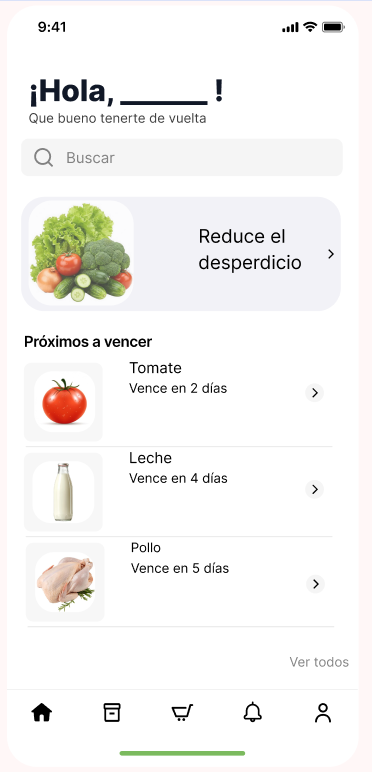 9:41
¡Hola, ______ !
Que bueno tenerte de vuelta
Buscar
Reduce el
desperdicio
Próximos a vencer
Tomate
Vence en 2 días
Leche
Vence en 4 días
Pollo
Vence en 5 días
Ver todos